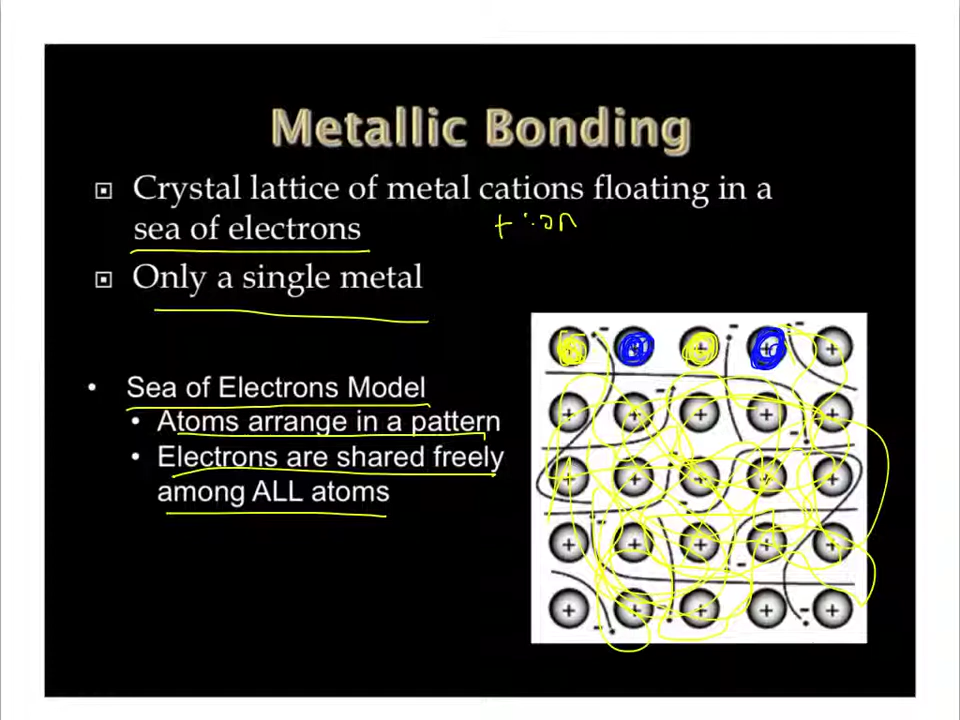 Metallic Bonding
Crystal lattice of metal cations floating in a
sea of electrons
+ ion
Only a single metal
• Sea of Electrons Model
• Atoms arrange in a pattern
• Electrons are shared freely
among ALL atoms
+ - + + - + - +
+ - + + + - +
+ + - + + +
+ - + + - + +
+ - + - + + - +